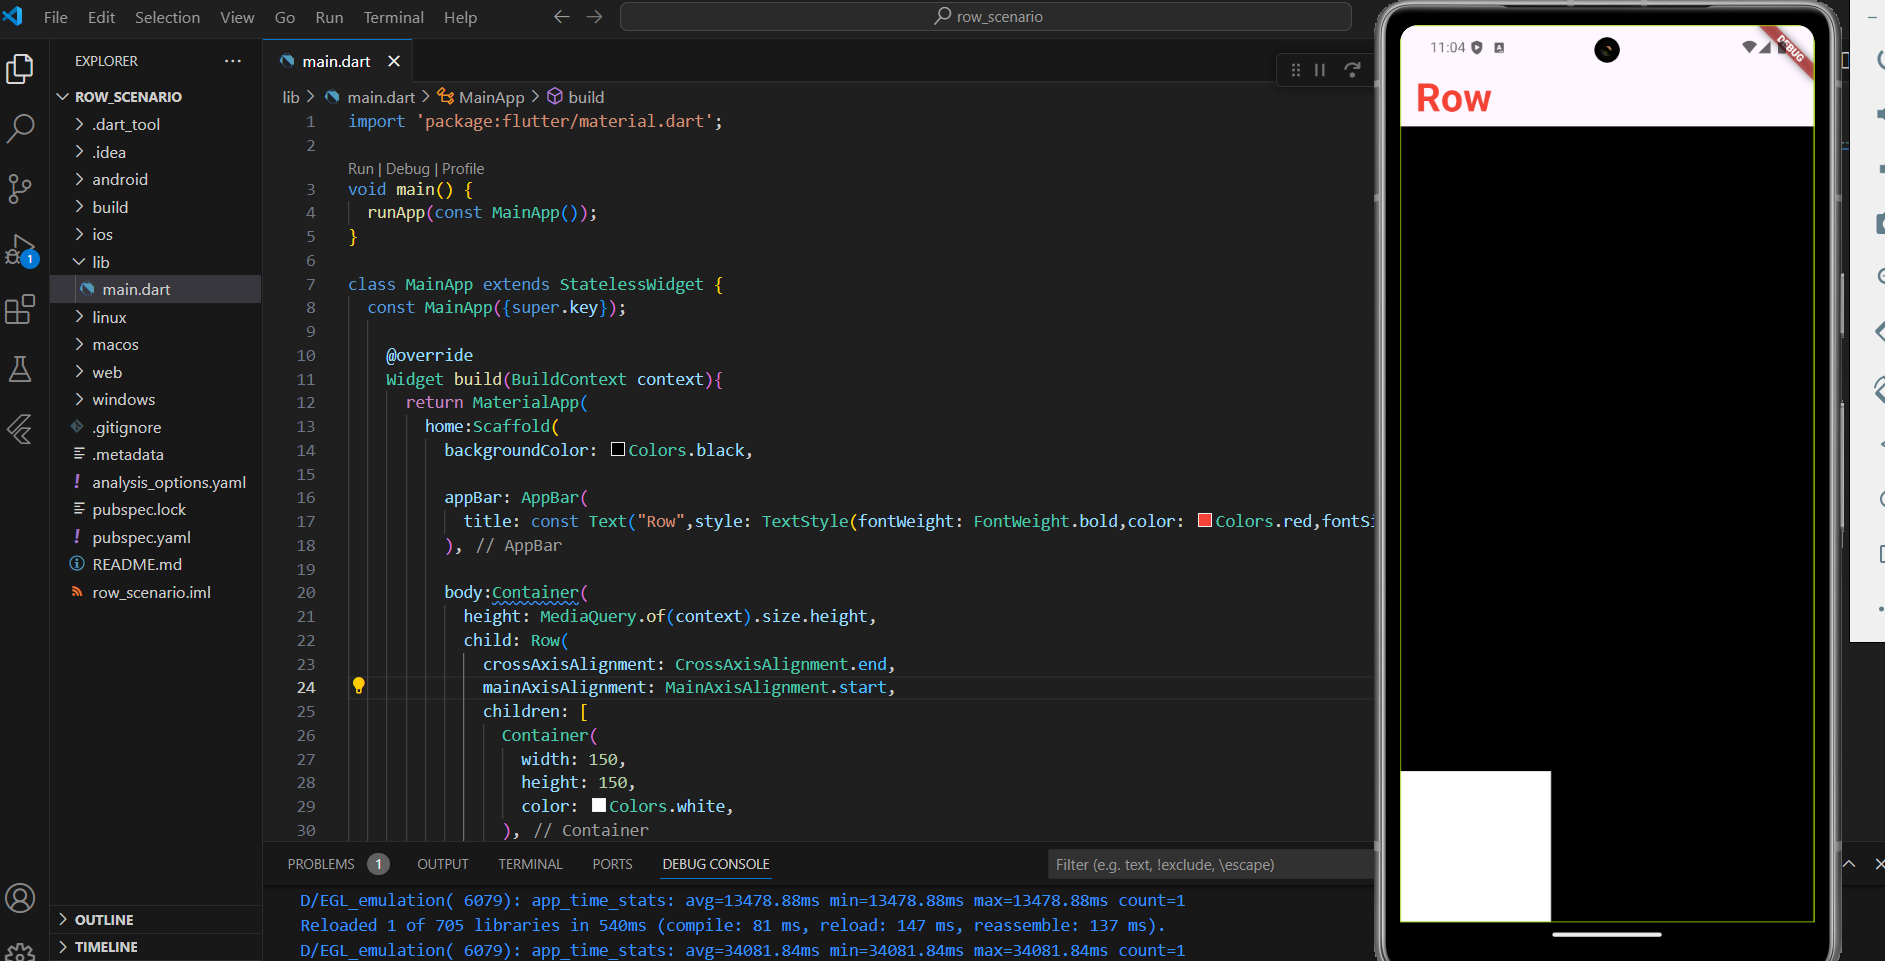 File Edit Selection View Go Run Terminal Help
row_scenario
EXPLORER
ROW_SCENARIO
.dart_tool
.idea
android
build
ios
lib
main.dart
linux
macos
web
windows
.gitignore
.metadata
analysis_options.yaml
pubspec.lock
pubspec.yaml
README.md
row_scenario.iml
OUTLINE
TIMELINE
1
main.dart
lib > main.dart > MainApp > build
1 import 'package:flutter/material.dart';
2
Run | Debug | Profile
3 void main() {
4 runApp(const MainApp());
5 }
6
7 class MainApp extends StatelessWidget {
8 const MainApp({super.key});
9
10 @override
11 Widget build(BuildContext context){
12 return MaterialApp(
13 home:Scaffold(
14 backgroundColor: Colors.black,
15
16 appBar: AppBar(
17 title: const Text("Row",style: TextStyle(fontWeight: FontWeight.bold,color: Colors.red,fontSi
18 ), // AppBar
19
20 body:Container(
21 height: MediaQuery.of(context).size.height,
22 child: Row(
23 crossAxisAlignment: CrossAxisAlignment.end,
24 mainAxisAlignment: MainAxisAlignment.start,
25 children: [
26 Container(
27 width: 150,
28 height: 150,
29 color: Colors.white,
30 ), // Container
PROBLEMS 1 OUTPUT TERMINAL PORTS DEBUG CONSOLE
Filter (e.g. text, !exclude, \escape)
D/EGL_emulation( 6079): app_time_stats: avg=13478.88ms min=13478.88ms max=13478.88ms count=1
Reloaded 1 of 705 libraries in 540ms (compile: 81 ms, reload: 147 ms, reassemble: 137 ms).
D/EGL_emulation( 6079): app_time_stats: avg=34081.84ms min=34081.84ms max=34081.84ms count=1
11:04
DEBUG
Row